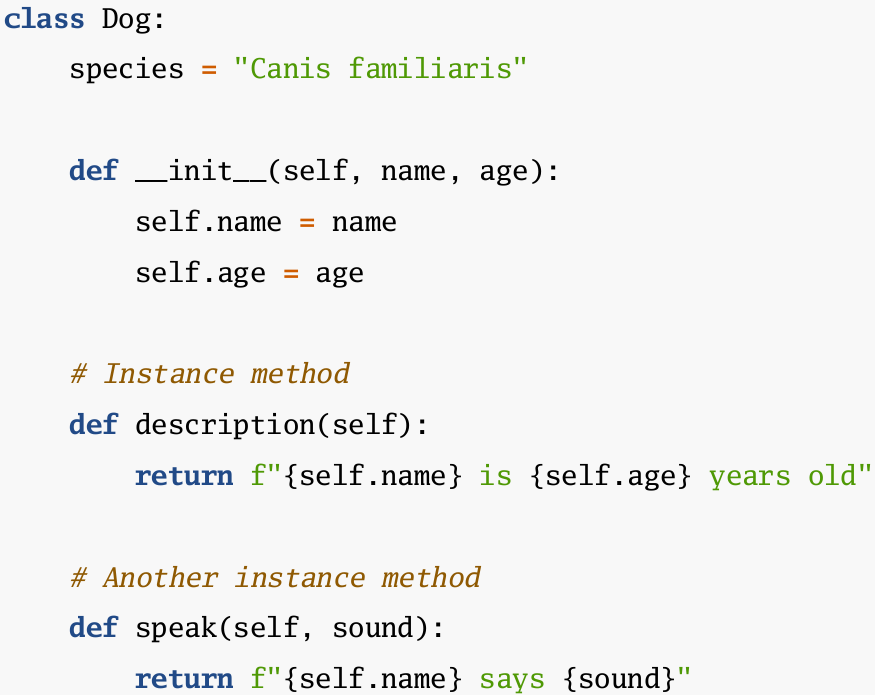 class Dog:
    species = "Canis familiaris"

    def __init__(self, name, age):
        self.name = name
        self.age = age

    # Instance method
    def description(self):
        return f"{self.name} is {self.age} years old"

    # Another instance method
    def speak(self, sound):
        return f"{self.name} says {sound}"